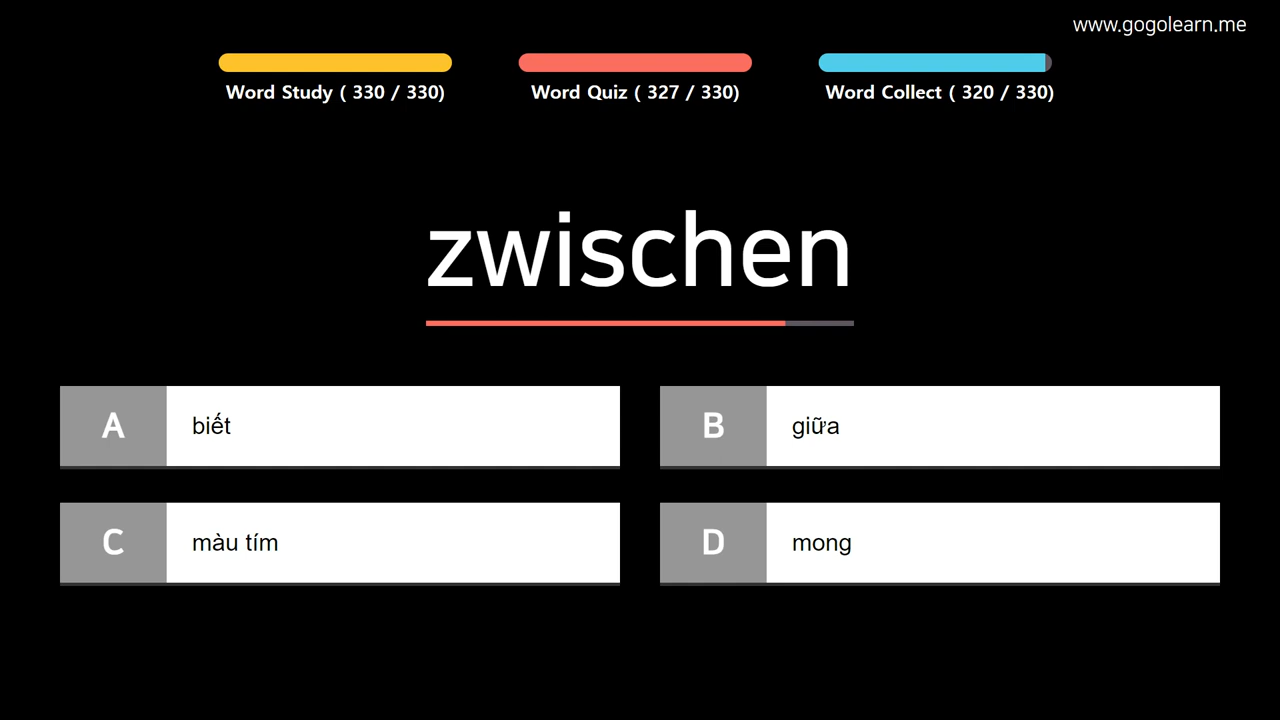 www.gogolearn.me
Word Study ( 330 / 330)
Word Quiz ( 327 / 330)
Word Collect ( 320 / 330)
zwischen
A biết
B giữa
C màu tím
D mong